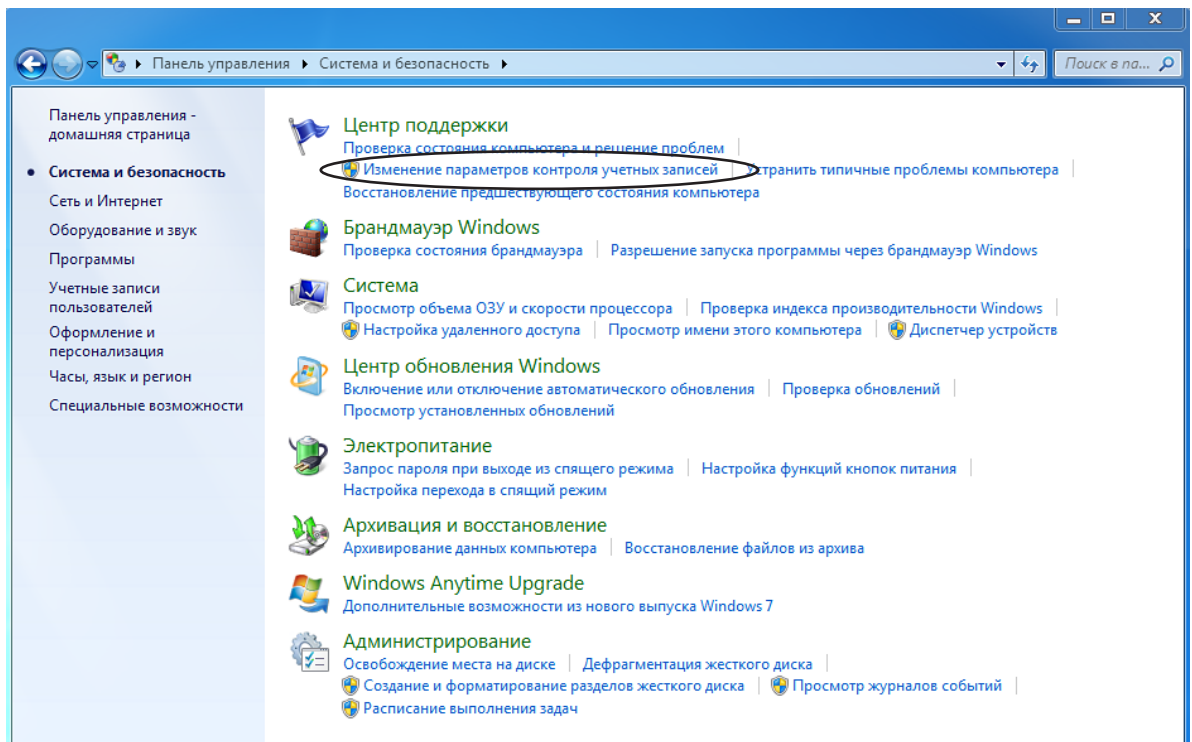 Панель управления ▸ Система и безопасность ▸
Поиск в па...
Панель управления -
домашняя страница
Система и безопасность
Сеть и Интернет
Оборудование и звук
Программы
Учетные записи
пользователей
Оформление и
персонализация
Часы, язык и регион
Специальные возможности
Центр поддержки
Проверка состояния компьютера и решение проблем
Изменение параметров контроля учетных записей
Устранить типичные проблемы компьютера
Восстановление предшествующего состояния компьютера
Брандмауэр Windows
Проверка состояния брандмауэра
Разрешение запуска программы через брандмауэр Windows
Система
Просмотр объема ОЗУ и скорости процессора
Проверка индекса производительности Windows
Настройка удаленного доступа
Просмотр имени этого компьютера
Диспетчер устройств
Центр обновления Windows
Включение или отключение автоматического обновления
Проверка обновлений
Просмотр установленных обновлений
Электропитание
Запрос пароля при выходе из спящего режима
Настройка функций кнопок питания
Настройка перехода в спящий режим
Архивация и восстановление
Архивирование данных компьютера
Восстановление файлов из архива
Windows Anytime Upgrade
Дополнительные возможности из нового выпуска Windows 7
Администрирование
Освобождение места на диске
Дефрагментация жесткого диска
Создание и форматирование разделов жесткого диска
Просмотр журналов событий
Расписание выполнения задач